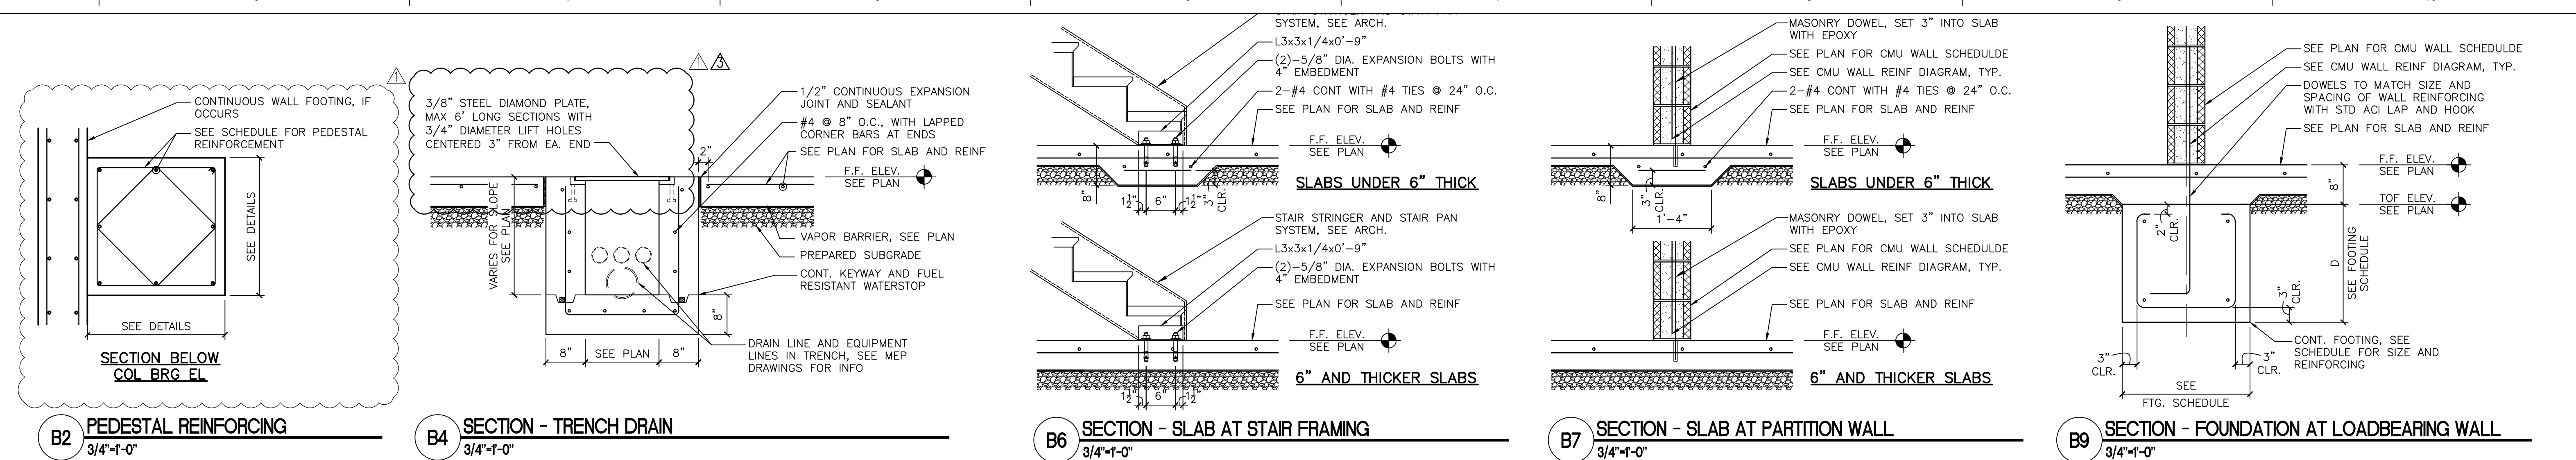 CONTINUOUS WALL FOOTING, IF
OCCURS
SEE SCHEDULE FOR PEDESTAL
REINFORCEMENT
SEE DETAILS
SEE DETAILS
SECTION BELOW
COL BRG EL
1
B2
PEDESTAL REINFORCING
3/4"=1'-0"
1
3
3/8" STEEL DIAMOND PLATE,
MAX 6' LONG SECTIONS WITH
3/4" DIAMETER LIFT HOLES
CENTERED 3" FROM EA. END
1/2" CONTINUOUS EXPANSION
JOINT AND SEALANT
#4 @ 8" O.C., WITH LAPPED
CORNER BARS AT ENDS
SEE PLAN FOR SLAB AND REINF
2"
F.F. ELEV.
SEE PLAN
VARIES FOR SLOPE
SEE PLAN
VAPOR BARRIER, SEE PLAN
PREPARED SUBGRADE
CONT. KEYWAY AND FUEL
RESISTANT WATERSTOP
8"
8"
SEE PLAN
8"
DRAIN LINE AND EQUIPMENT
LINES IN TRENCH, SEE MEP
DRAWINGS FOR INFO
B4
SECTION - TRENCH DRAIN
3/4"=1'-0"
SYSTEM, SEE ARCH.
L3x3x1/4x0'-9"
(2)-5/8" DIA. EXPANSION BOLTS WITH
4" EMBEDMENT
2-#4 CONT WITH #4 TIES @ 24" O.C.
SEE PLAN FOR SLAB AND REINF
F.F. ELEV.
SEE PLAN
8"
1½"
6"
1½"
3"
CLR.
SLABS UNDER 6" THICK
STAIR STRINGER AND STAIR PAN
SYSTEM, SEE ARCH.
L3x3x1/4x0'-9"
(2)-5/8" DIA. EXPANSION BOLTS WITH
4" EMBEDMENT
SEE PLAN FOR SLAB AND REINF
F.F. ELEV.
SEE PLAN
6" AND THICKER SLABS
1½"
6"
1½"
B6
SECTION - SLAB AT STAIR FRAMING
3/4"=1'-0"
MASONRY DOWEL, SET 3" INTO SLAB
WITH EPOXY
SEE PLAN FOR CMU WALL SCHEDULDE
SEE CMU WALL REINF DIAGRAM, TYP.
2-#4 CONT WITH #4 TIES @ 24" O.C.
SEE PLAN FOR SLAB AND REINF
F.F. ELEV.
SEE PLAN
8"
3"
CLR.
1'-4"
SLABS UNDER 6" THICK
MASONRY DOWEL, SET 3" INTO SLAB
WITH EPOXY
SEE PLAN FOR CMU WALL SCHEDULDE
SEE CMU WALL REINF DIAGRAM, TYP.
SEE PLAN FOR SLAB AND REINF
F.F. ELEV.
SEE PLAN
6" AND THICKER SLABS
B7
SECTION - SLAB AT PARTITION WALL
3/4"=1'-0"
SEE PLAN FOR CMU WALL SCHEDULDE
SEE CMU WALL REINF DIAGRAM, TYP.
DOWELS TO MATCH SIZE AND
SPACING OF WALL REINFORCING
WITH STD ACI LAP AND HOOK
SEE PLAN FOR SLAB AND REINF
F.F. ELEV.
SEE PLAN
8"
TOF ELEV.
SEE PLAN
2"
CLR.
D
SEE FOOTING
SCHEDULE
3"
CLR.
CONT. FOOTING, SEE
SCHEDULE FOR SIZE AND
REINFORCING
3"
CLR.
3"
CLR.
SEE
FTG. SCHEDULE
B9
SECTION - FOUNDATION AT LOADBEARING WALL
3/4"=1'-0"